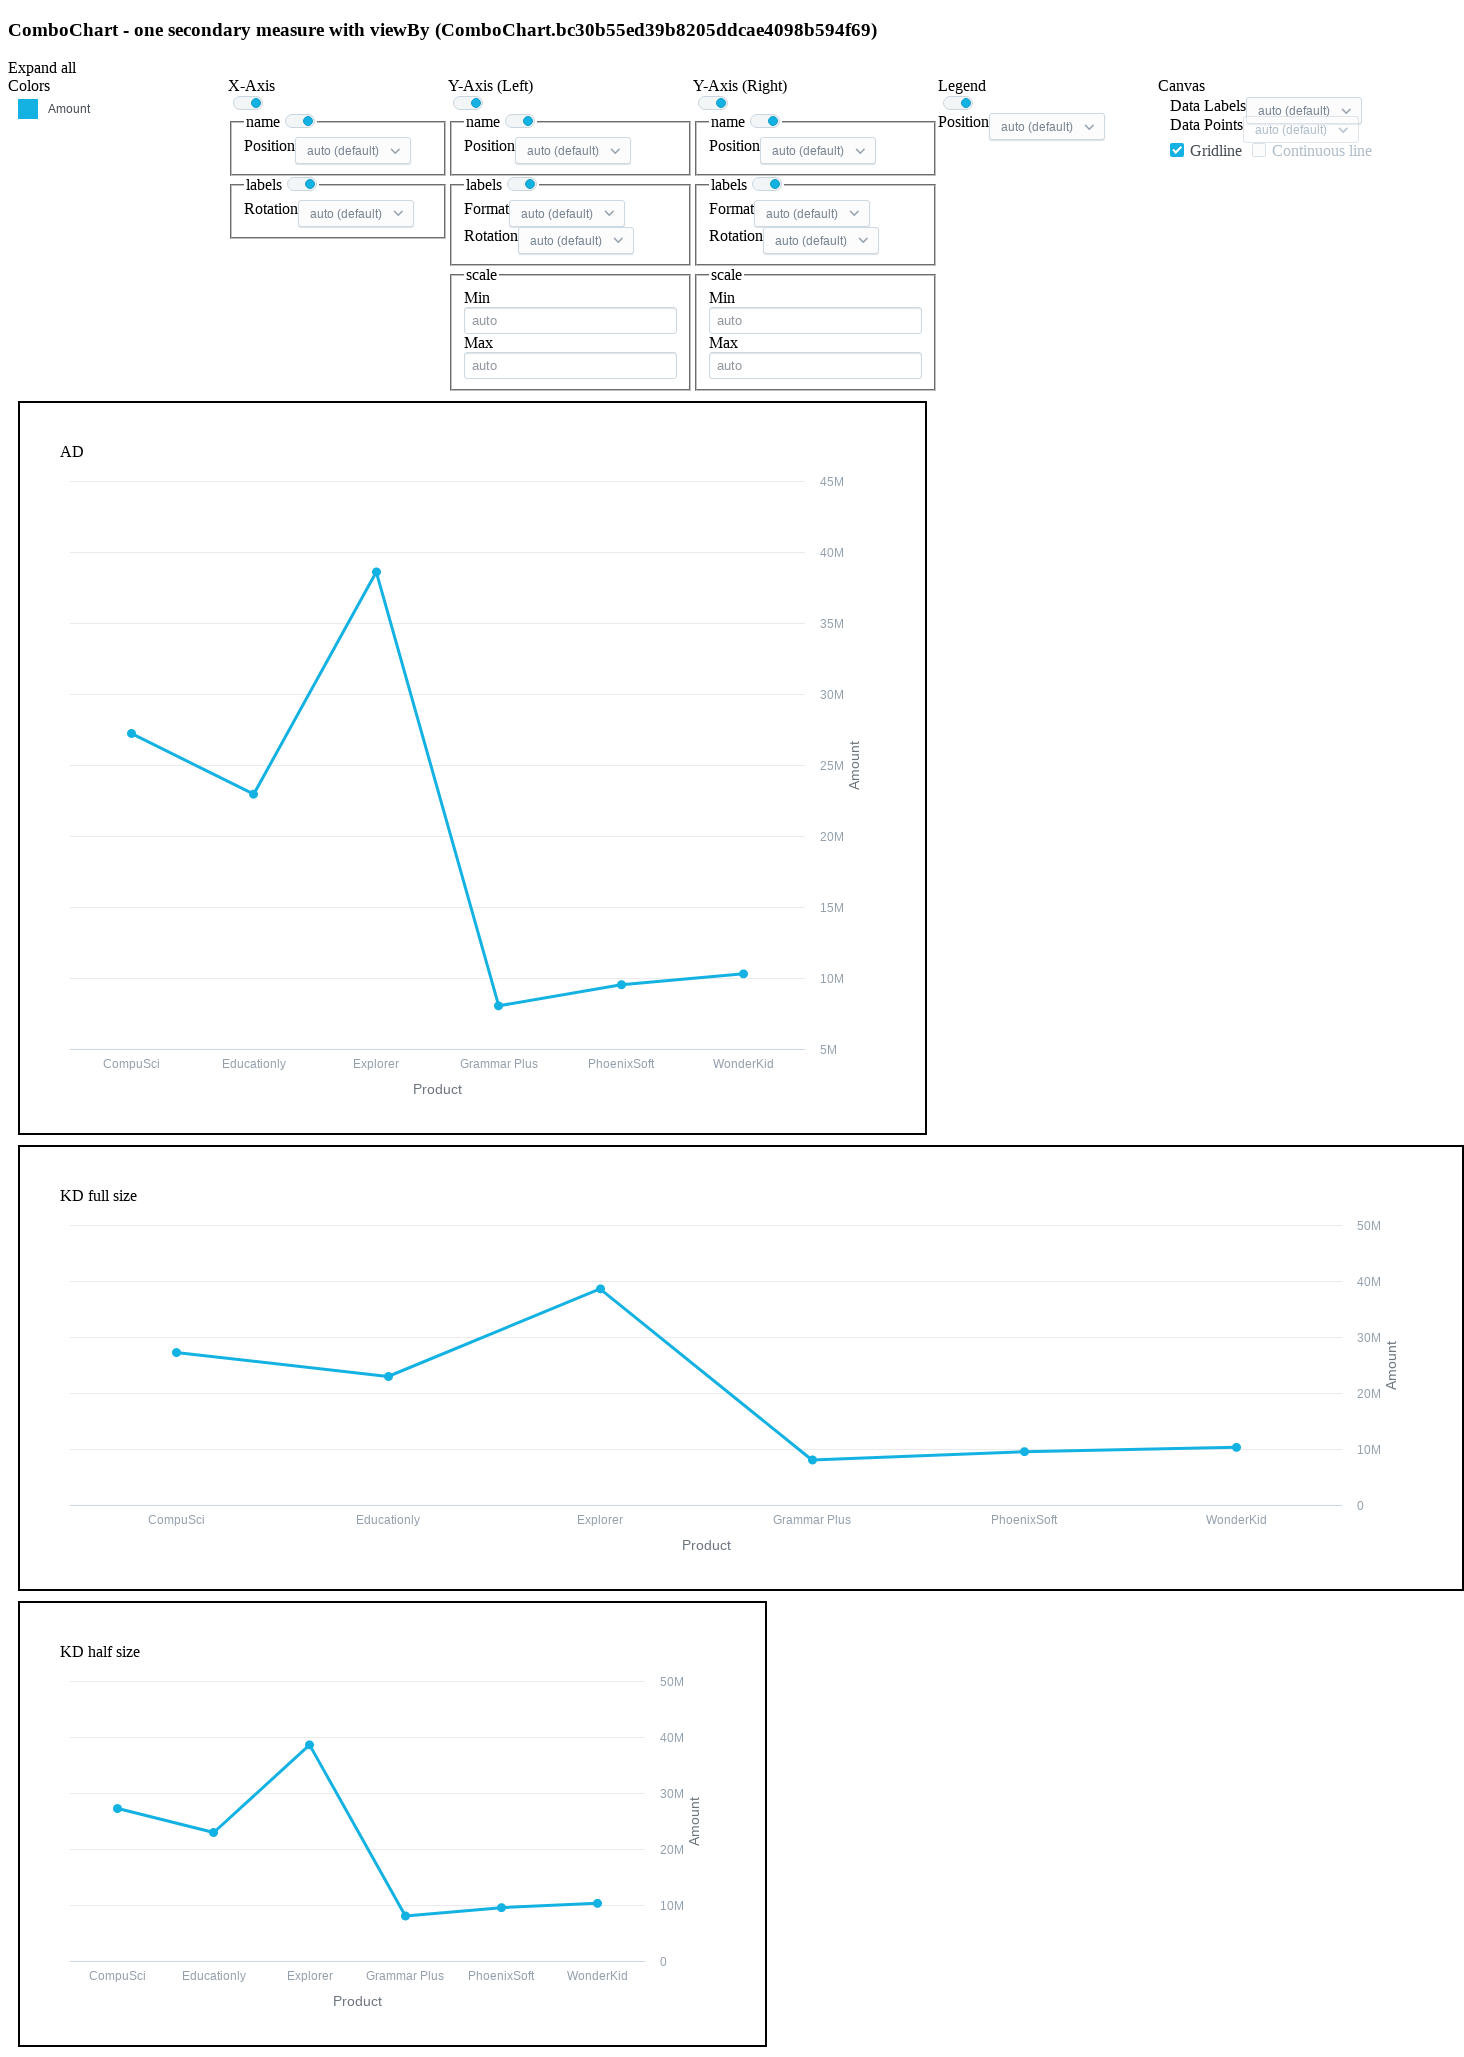 ComboChart - one secondary measure with viewBy (ComboChart.bc30b55ed39b8205ddcae4098b594f69)
Expand all
Colors
Amount
X-Axis
name
Position auto (default)
labels
Rotation auto (default)
Y-Axis (Left)
name
Position auto (default)
labels
Format auto (default)
Rotation auto (default)
scale
Min
auto
Max
auto
Y-Axis (Right)
name
Position auto (default)
labels
Format auto (default)
Rotation auto (default)
scale
Min
auto
Max
auto
Legend
Position auto (default)
Canvas
Data Labels auto (default)
Data Points auto (default)
Gridline Continuous line
AD
45M
40M
35M
30M
25M
20M
15M
10M
5M
Amount
CompuSci Educationly Explorer Grammar Plus PhoenixSoft WonderKid
Product
KD full size
50M
40M
30M
20M
10M
0
Amount
CompuSci Educationly Explorer Grammar Plus PhoenixSoft WonderKid
Product
KD half size
50M
40M
30M
20M
10M
0
Amount
CompuSci Educationly Explorer Grammar Plus PhoenixSoft WonderKid
Product